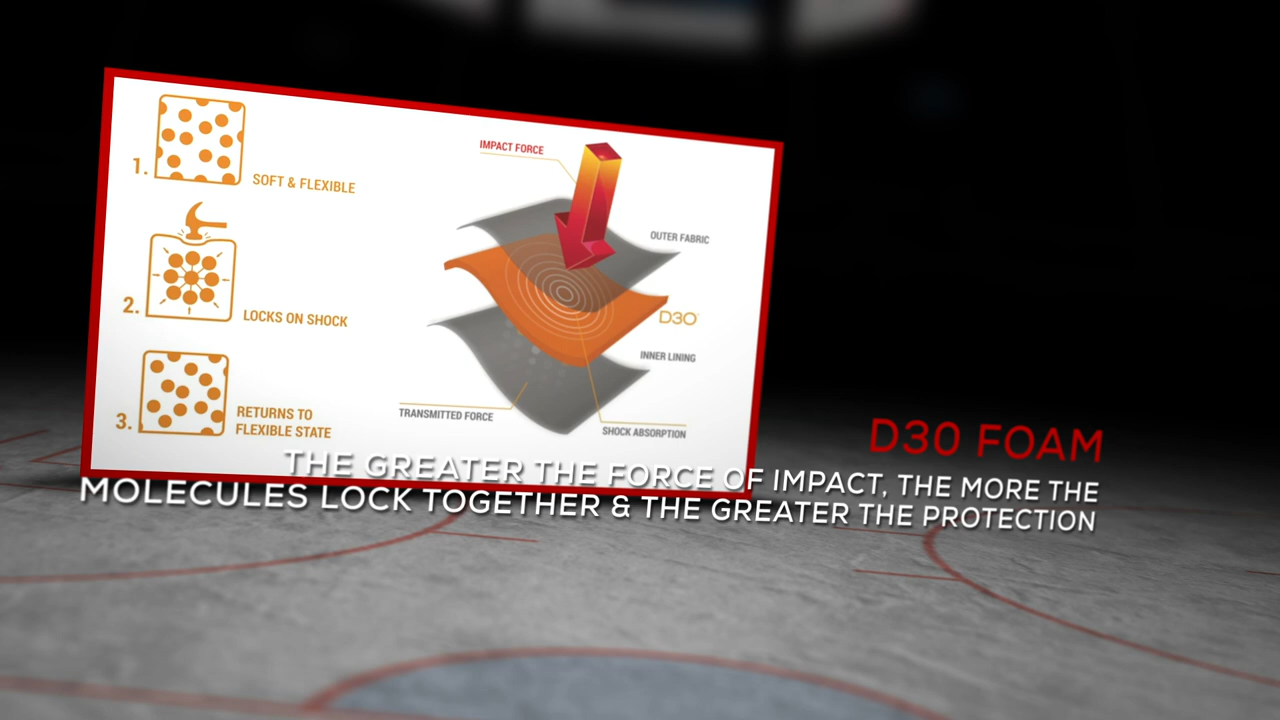 1. SOFT & FLEXIBLE
2. LOCKS ON SHOCK
3. RETURNS TO
FLEXIBLE STATE
IMPACT FORCE
OUTER FABRIC
D3O
INNER LINING
TRANSMITTED FORCE
SHOCK ABSORPTION
D30 FOAM
THE GREATER THE FORCE OF IMPACT, THE MORE THE
MOLECULES LOCK TOGETHER & THE GREATER THE PROTECTION